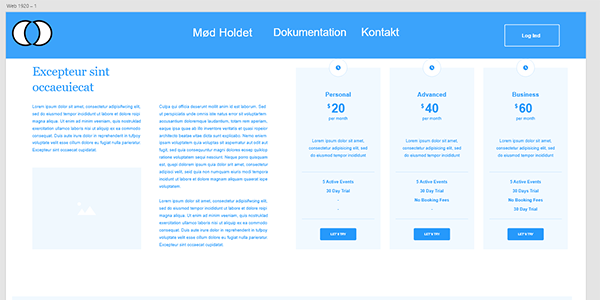 Web 1920 – 1
Mød Holdet
Dokumentation
Kontakt
Log ind
Excepteur sint
occaeuiecat
Lorem ipsum dolor sit amet, consectetur adipisicing elit,
sed do eiusmod tempor incididunt ut labore et dolore
magna aliqua. Ut enim ad minim veniam, quis nostrud
exercitation ullamco laboris nisi ut aliquip ex ea commodo
consequat. Duis aute irure dolor in reprehenderit in
voluptate velit esse cillum dolore eu fugiat nulla pariatur.
Excepteur sint occaecat cupidatat.
Culpa qui officia deserunt mollit anim id est laborum. Sed
ut perspiciatis unde omnis iste natus error sit voluptartem
accusantium doloremque laudantium, totam rem aperiam,
eaque ipsa quae ab illo inventore veritatis et quasi
architecto beatae vitae dicta sunt explicabo. Nemo enim
ipsam voluptatem quia voluptas sit aspernatur aut odit aut
fugit, sed quia consequuntur magni dolores eos qui
ratione voluptatem sequi nesciunt. Neque porro quisquam
est, quaqi dolorem ipsum quia dolor sit amet, consectetur
adipisci velit, sed quia non numquam eius modi tempora
incidunt ut labore et dolore magnam aliquam quaerat
voluptatem.
Lorem ipsum dolor sit amet, consectetur adipisicing elit,
sed do eiusmod tempor incididunt ut labore et dolore
magna aliqua. Ut enim ad minim veniam, quis nostrud
exercitation ullamco laboris nisi ut aliquip ex ea commodo
consequat. Duis aute irure dolor in reprehenderit in
voluptate velit esse cillum dolore eu fugiat nulla pariatur.
Excepteur sint occaecat cupidatat.
Personal
$20
per month
Lorem ipsum dolor sit amet,
consectetur adipiscing elit, sed
do eiusmod tempor incididunt
5 Active Events
30 Day Trial
-
-
LET'S TRY
Advanced
$40
per month
Lorem ipsum dolor sit amet,
consectetur adipiscing elit, sed
do eiusmod tempor incididunt
5 Active Events
30 Day Trial
No Booking Fees
-
LET'S TRY
Business
$60
per month
Lorem ipsum dolor sit amet,
consectetur adipiscing elit, sed
do eiusmod tempor incididunt
5 Active Events
30 Days Trial
No Booking Fees
30 Day Trial
LET'S TRY